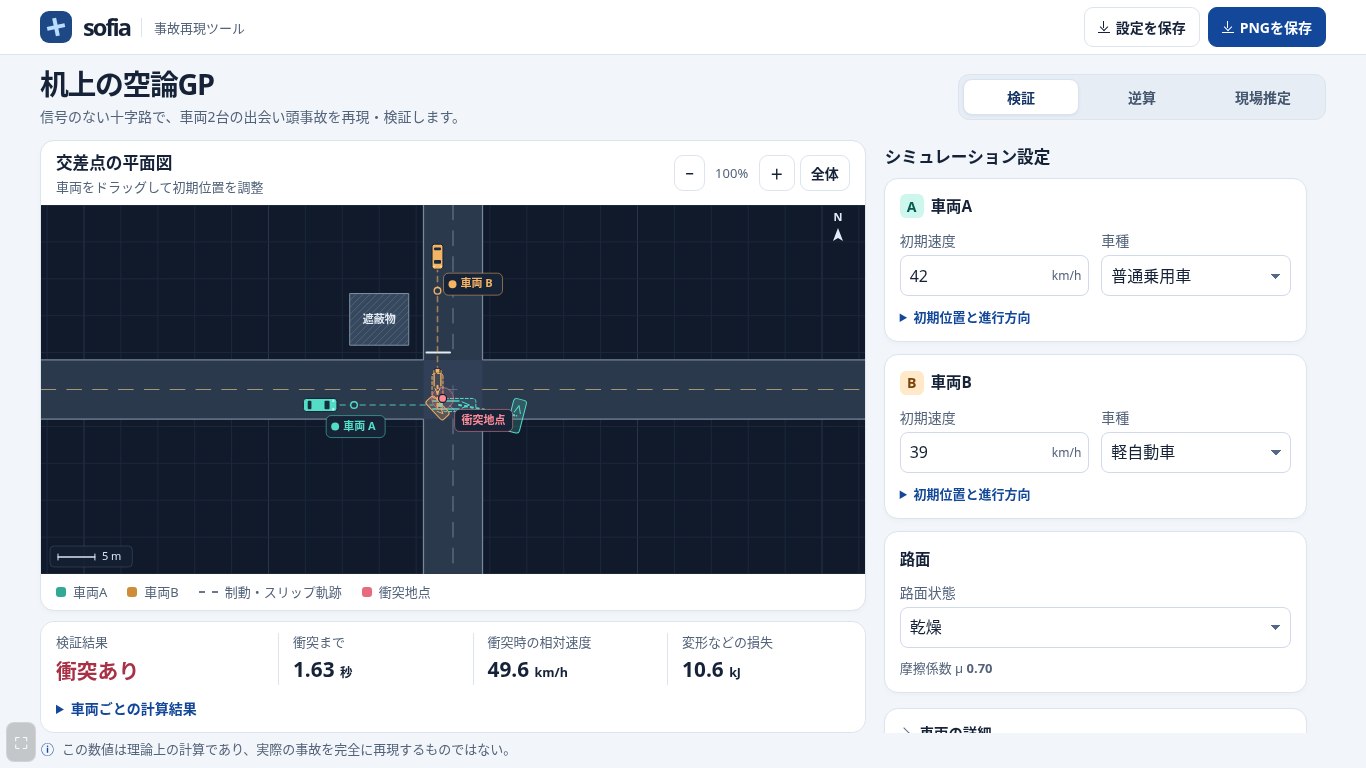 sofia 事故再現ツール
設定を保存 PNGを保存
机上の空論GP
信号のない十字路で、車両2台の出会い頭事故を再現・検証します。
検証 逆算 現場推定
交差点の平面図
車両をドラッグして初期位置を調整
− 100% + 全体
N
車両 B
遮蔽物
衝突地点
車両 A
5 m
車両A 車両B 制動・スリップ軌跡 衝突地点
検証結果
衝突あり
衝突まで
1.63 秒
衝突時の相対速度
49.6 km/h
変形などの損失
10.6 kJ
車両ごとの計算結果
この数値は理論上の計算であり、実際の事故を完全に再現するものではない。
シミュレーション設定
A 車両A
初期速度 車種
42 km/h 普通乗用車
初期位置と進行方向
B 車両B
初期速度 車種
39 km/h 軽自動車
初期位置と進行方向
路面
路面状態
乾燥
摩擦係数 μ 0.70